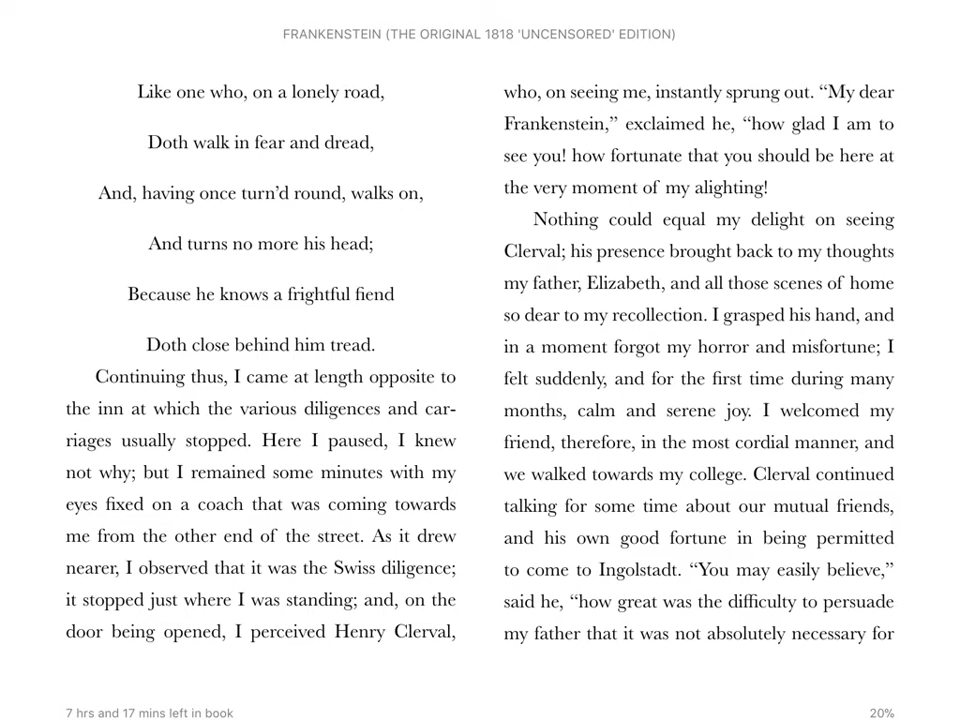 FRANKENSTEIN (THE ORIGINAL 1818 'UNCENSORED' EDITION)
Like one who, on a lonely road,
Doth walk in fear and dread,
And, having once turn’d round, walks on,
And turns no more his head;
Because he knows a frightful fiend
Doth close behind him tread.
Continuing thus, I came at length opposite to
the inn at which the various diligences and car-
riages usually stopped. Here I paused, I knew
not why; but I remained some minutes with my
eyes fixed on a coach that was coming towards
me from the other end of the street. As it drew
nearer, I observed that it was the Swiss diligence;
it stopped just where I was standing; and, on the
door being opened, I perceived Henry Clerval,
who, on seeing me, instantly sprung out. “My dear
Frankenstein,” exclaimed he, “how glad I am to
see you! how fortunate that you should be here at
the very moment of my alighting!
Nothing could equal my delight on seeing
Clerval; his presence brought back to my thoughts
my father, Elizabeth, and all those scenes of home
so dear to my recollection. I grasped his hand, and
in a moment forgot my horror and misfortune; I
felt suddenly, and for the first time during many
months, calm and serene joy. I welcomed my
friend, therefore, in the most cordial manner, and
we walked towards my college. Clerval continued
talking for some time about our mutual friends,
and his own good fortune in being permitted
to come to Ingolstadt. “You may easily believe,”
said he, “how great was the difficulty to persuade
my father that it was not absolutely necessary for
7 hrs and 17 mins left in book
20%